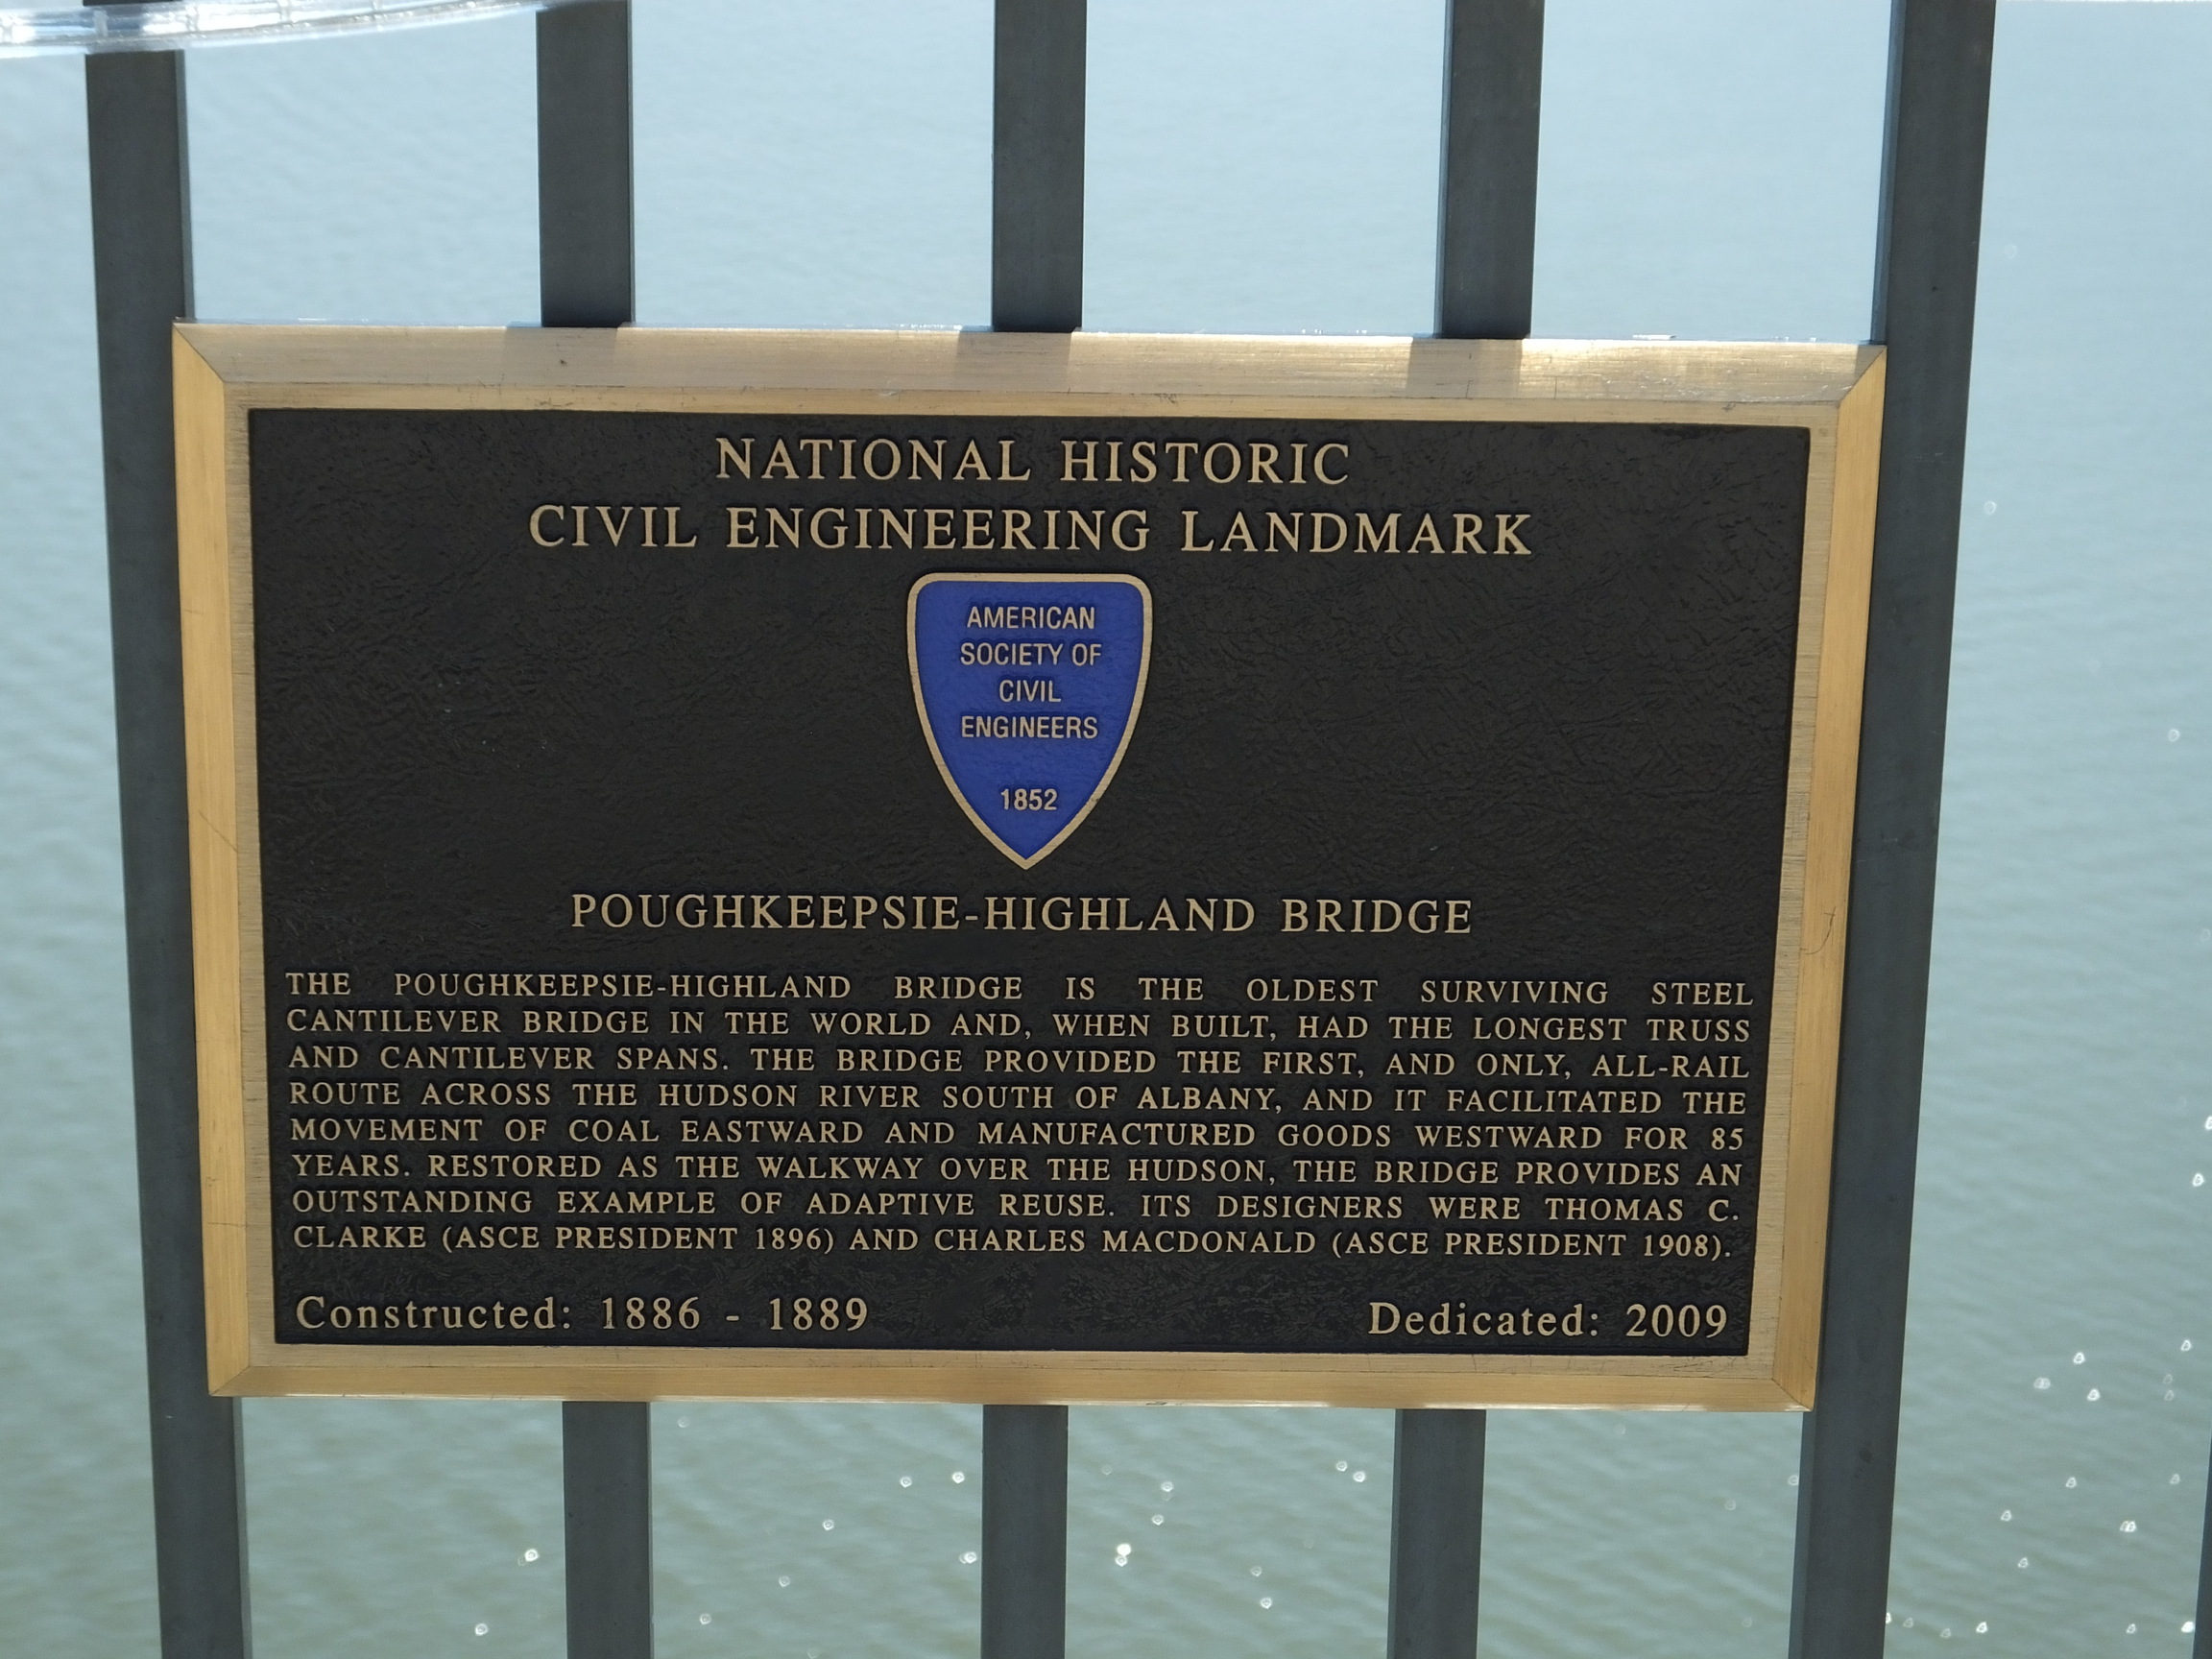 NATIONAL HISTORIC
CIVIL ENGINEERING LANDMARK
AMERICAN
SOCIETY OF
CIVIL
ENGINEERS
1852
POUGHKEEPSIE-HIGHLAND BRIDGE
THE POUGHKEEPSIE-HIGHLAND BRIDGE IS THE OLDEST SURVIVING STEEL
CANTILEVER BRIDGE IN THE WORLD AND, WHEN BUILT, HAD THE LONGEST TRUSS
AND CANTILEVER SPANS. THE BRIDGE PROVIDED THE FIRST, AND ONLY, ALL-RAIL
ROUTE ACROSS THE HUDSON RIVER SOUTH OF ALBANY, AND IT FACILITATED THE
MOVEMENT OF COAL EASTWARD AND MANUFACTURED GOODS WESTWARD FOR 85
YEARS. RESTORED AS THE WALKWAY OVER THE HUDSON, THE BRIDGE PROVIDES AN
OUTSTANDING EXAMPLE OF ADAPTIVE REUSE. ITS DESIGNERS WERE THOMAS C.
CLARKE (ASCE PRESIDENT 1896) AND CHARLES MACDONALD (ASCE PRESIDENT 1908).
Constructed: 1886 - 1889 Dedicated: 2009